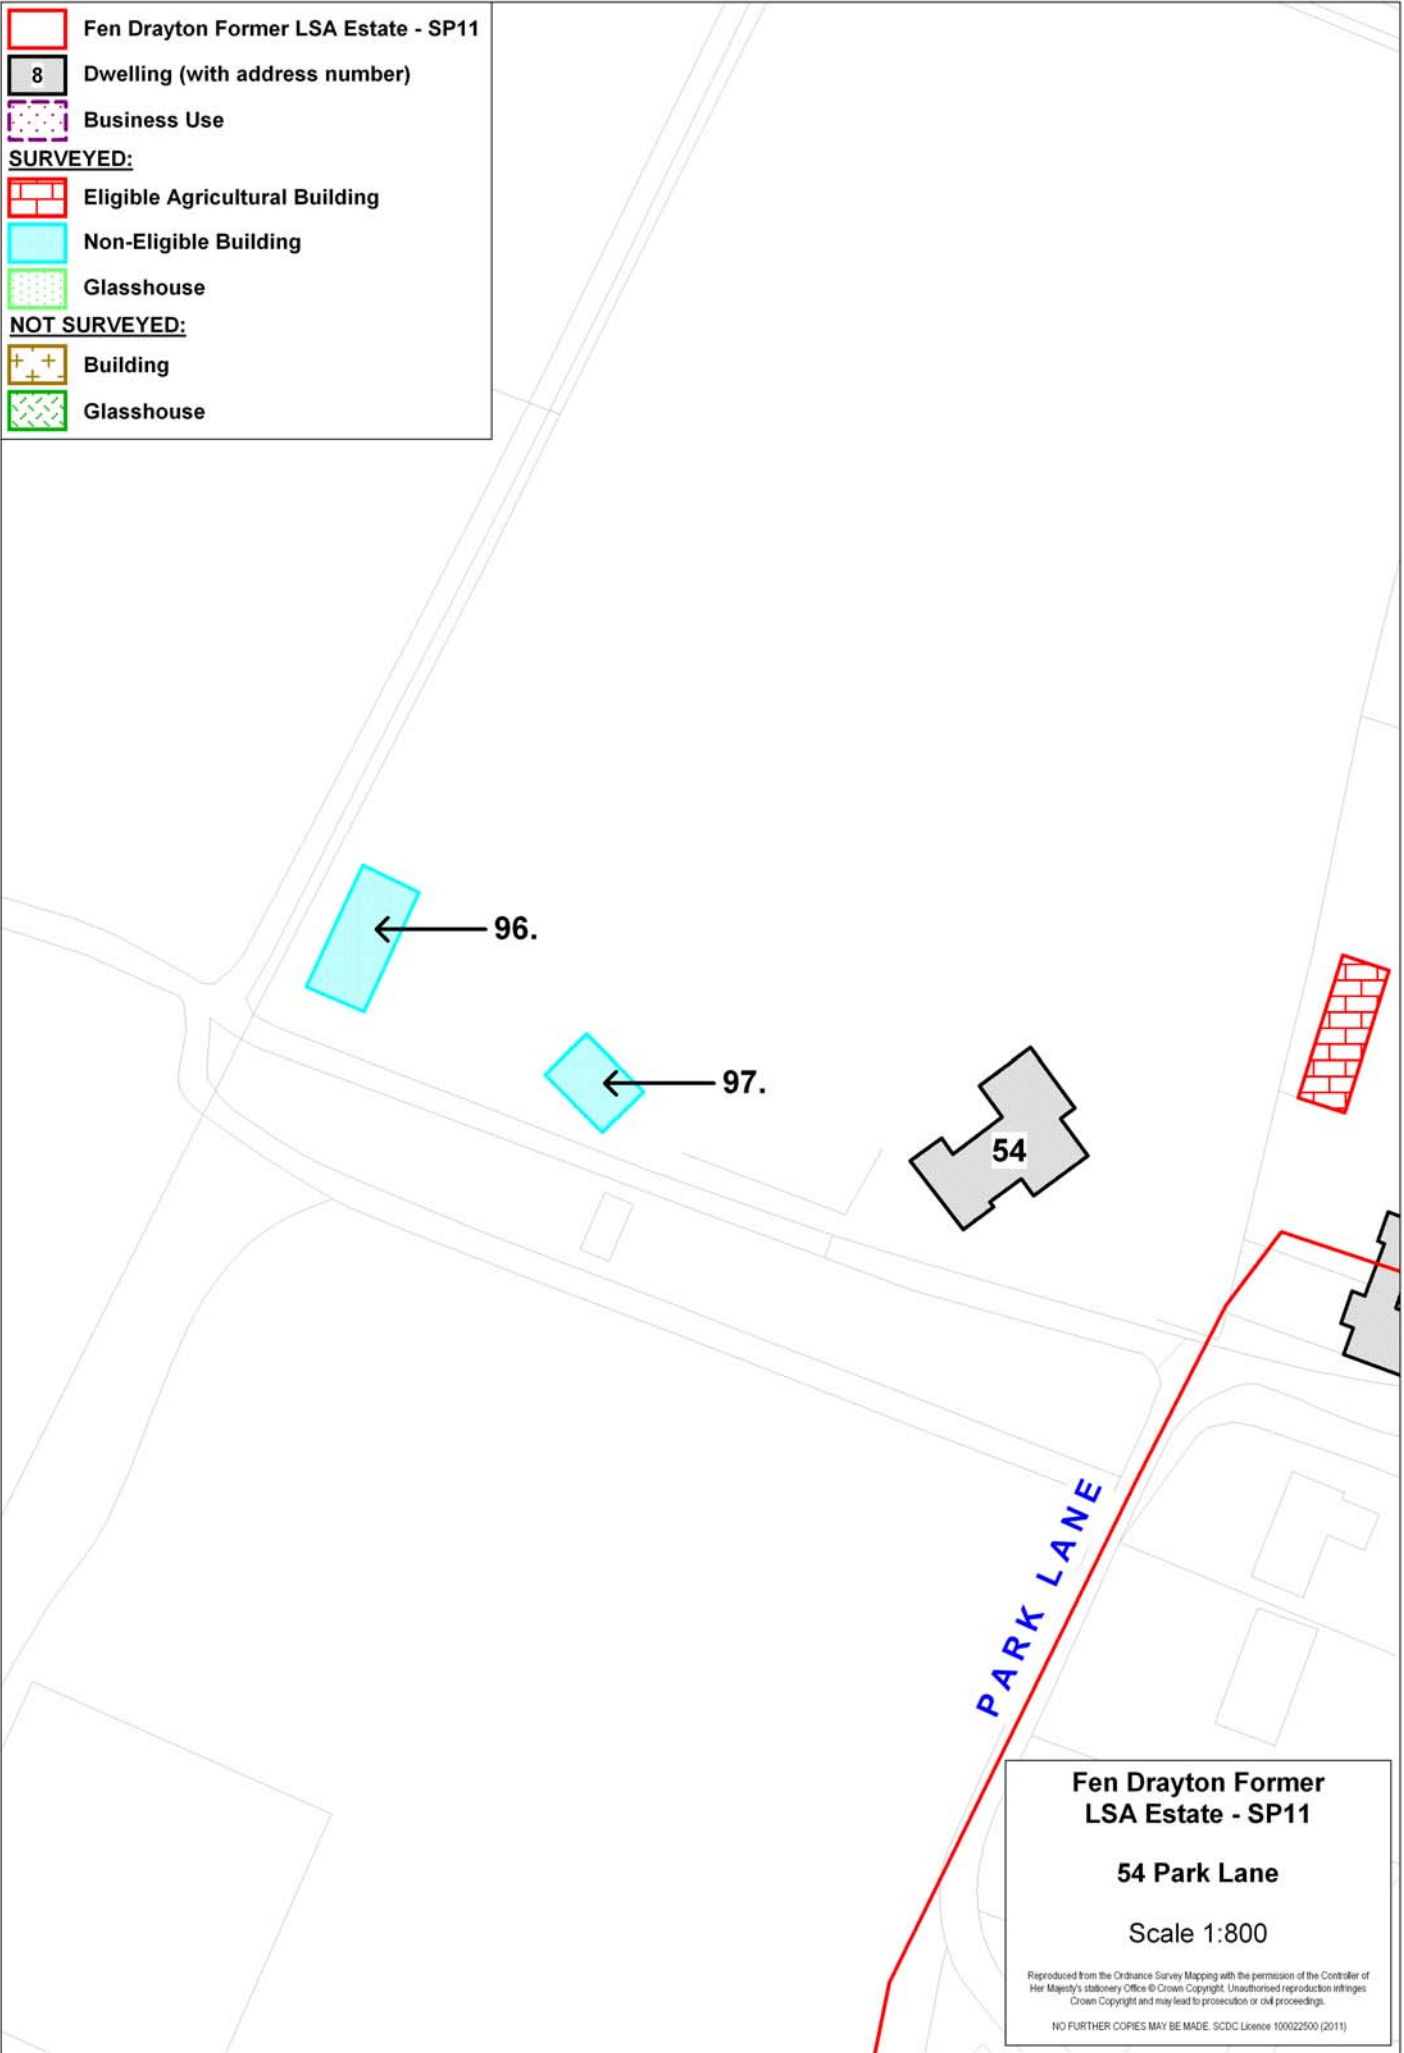 Fen Drayton Former LSA Estate - SP11
8 Dwelling (with address number)
Business Use
SURVEYED:
Eligible Agricultural Building
Non-Eligible Building
Glasshouse
NOT SURVEYED:
Building
Glasshouse
96.
97.
54
PARK LANE
Fen Drayton Former
LSA Estate - SP11
54 Park Lane
Scale 1:800
Reproduced from the Ordnance Survey Mapping with the permission of the Controller of
Her Majesty's stationery Office © Crown Copyright. Unauthorised reproduction infringes
Crown Copyright and may lead to prosecution or civil proceedings.
NO FURTHER COPIES MAY BE MADE. SCDC Licence 100022500 (2011)